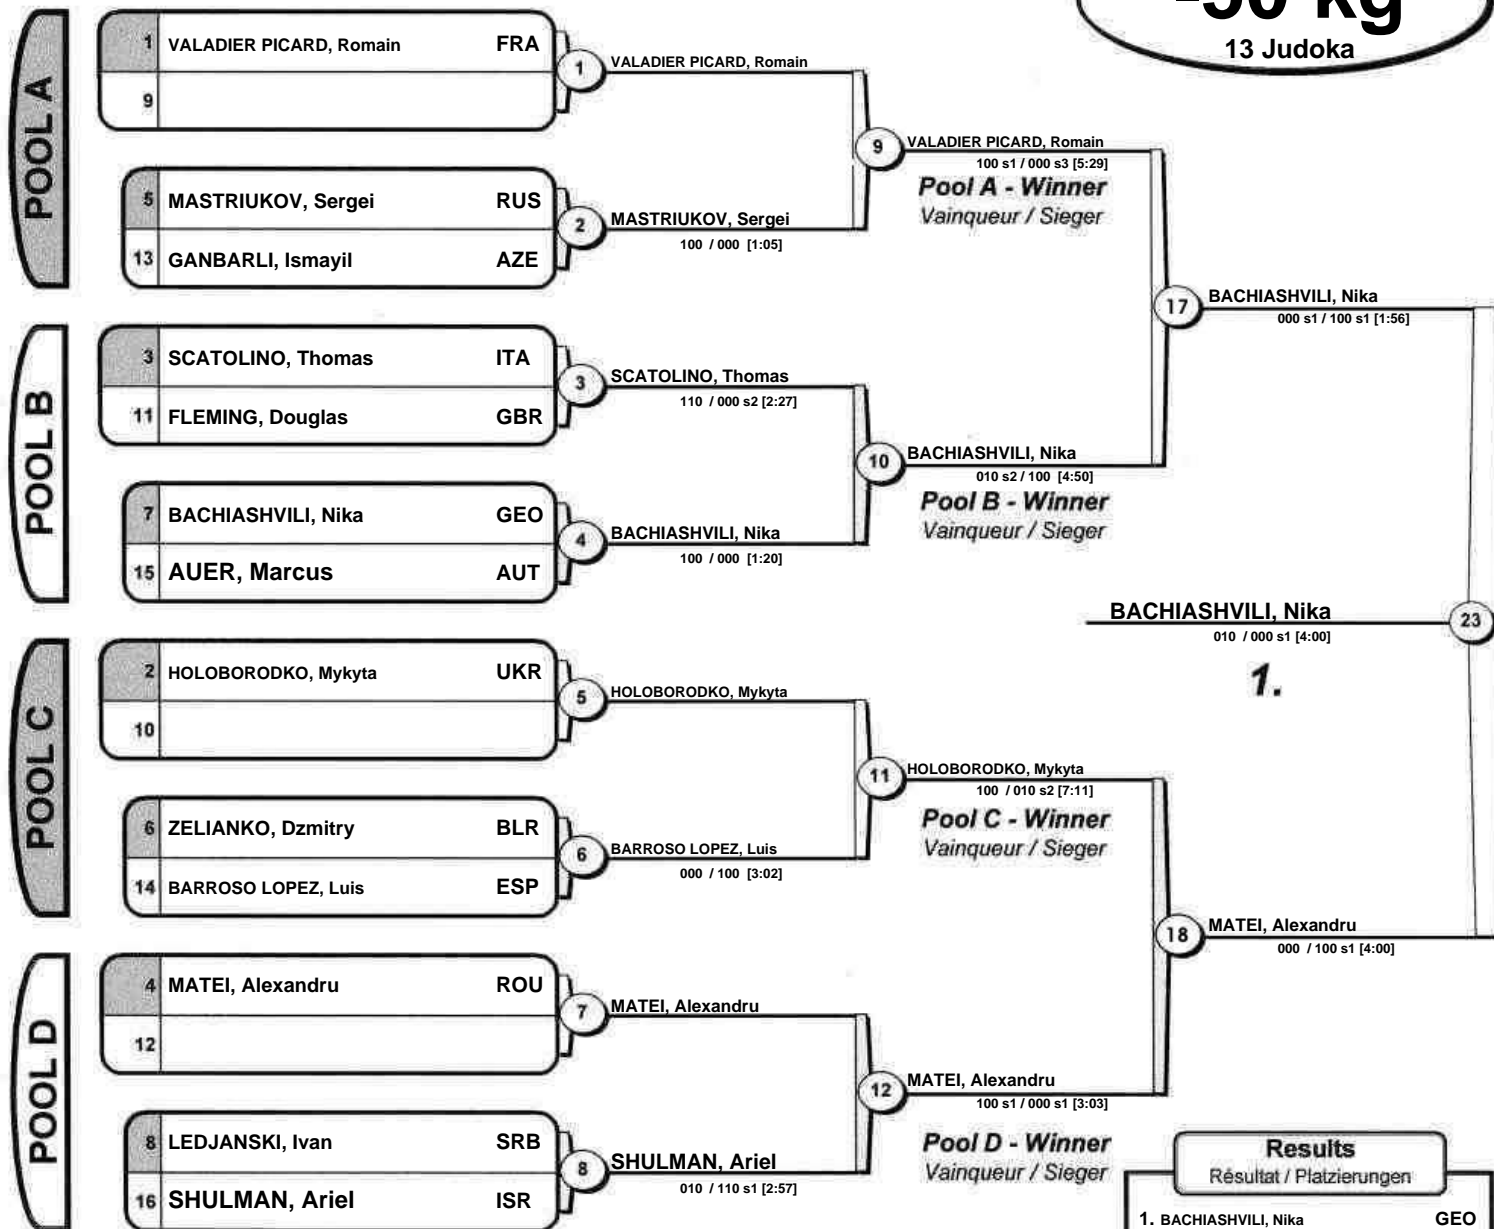 -50 kg
13 Judoka
POOL A
1 VALADIER PICARD, Romain FRA
9
1
VALADIER PICARD, Romain
5 MASTRIUKOV, Sergei RUS
13 GANBARLI, Ismayil AZE
2
MASTRIUKOV, Sergei
100 / 000 [1:05]
9
VALADIER PICARD, Romain
100 s1 / 000 s3 [5:29]
Pool A - Winner
Vainqueur / Sieger
POOL B
3 SCATOLINO, Thomas ITA
11 FLEMING, Douglas GBR
3
SCATOLINO, Thomas
110 / 000 s2 [2:27]
7 BACHIASHVILI, Nika GEO
15 AUER, Marcus AUT
4
BACHIASHVILI, Nika
100 / 000 [1:20]
10
BACHIASHVILI, Nika
010 s2 / 100 [4:50]
Pool B - Winner
Vainqueur / Sieger
17
BACHIASHVILI, Nika
000 s1 / 100 s1 [1:56]
BACHIASHVILI, Nika
010 / 000 s1 [4:00]
23
1.
POOL C
2 HOLOBORODKO, Mykyta UKR
10
5
HOLOBORODKO, Mykyta
6 ZELIANKO, Dzmitry BLR
14 BARROSO LOPEZ, Luis ESP
6
BARROSO LOPEZ, Luis
000 / 100 [3:02]
11
HOLOBORODKO, Mykyta
100 / 010 s2 [7:11]
Pool C - Winner
Vainqueur / Sieger
18
MATEI, Alexandru
000 / 100 s1 [4:00]
POOL D
4 MATEI, Alexandru ROU
12
7
MATEI, Alexandru
8 LEDJANSKI, Ivan SRB
16 SHULMAN, Ariel ISR
8
SHULMAN, Ariel
010 / 110 s1 [2:57]
12
MATEI, Alexandru
100 s1 / 000 s1 [3:03]
Pool D - Winner
Vainqueur / Sieger
Results
Résultat / Platzierungen
1. BACHIASHVILI, Nika GEO